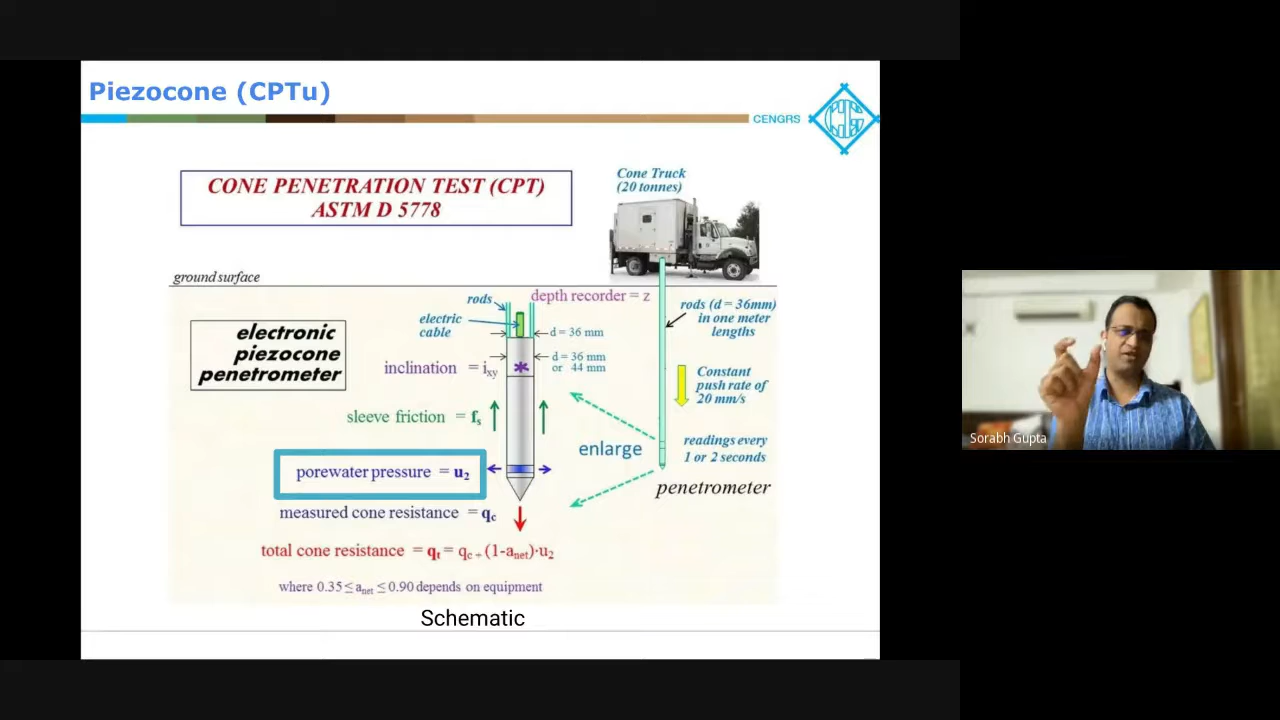 Piezocone (CPTu)
CENGRS
CONE PENETRATION TEST (CPT)
ASTM D 5778
Cone Truck
(20 tonnes)
ground surface
electronic
piezocone
penetrometer
rods
electric
cable
depth recorder = z
d = 36 mm
d = 36 mm
or 44 mm
inclination = ixy
sleeve friction = fs
porewater pressure = u2
measured cone resistance = qc
total cone resistance = qt = qc + (1-anet)·u2
where 0.35 ≤ anet ≤ 0.90 depends on equipment
rods (d = 36mm)
in one meter
lengths
Constant
push rate of
20 mm/s
enlarge
readings every
1 or 2 seconds
penetrometer
Schematic
Sorabh Gupta